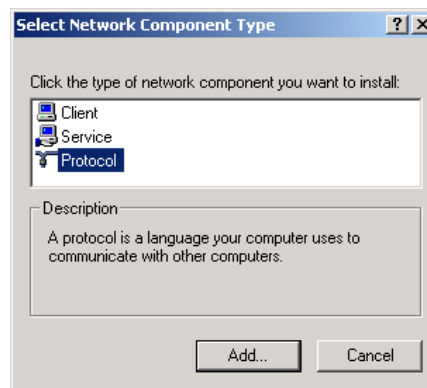 Select Network Component Type
Click the type of network component you want to install:
Client
Service
Protocol
Description
A protocol is a language your computer uses to
communicate with other computers.
Add...
Cancel